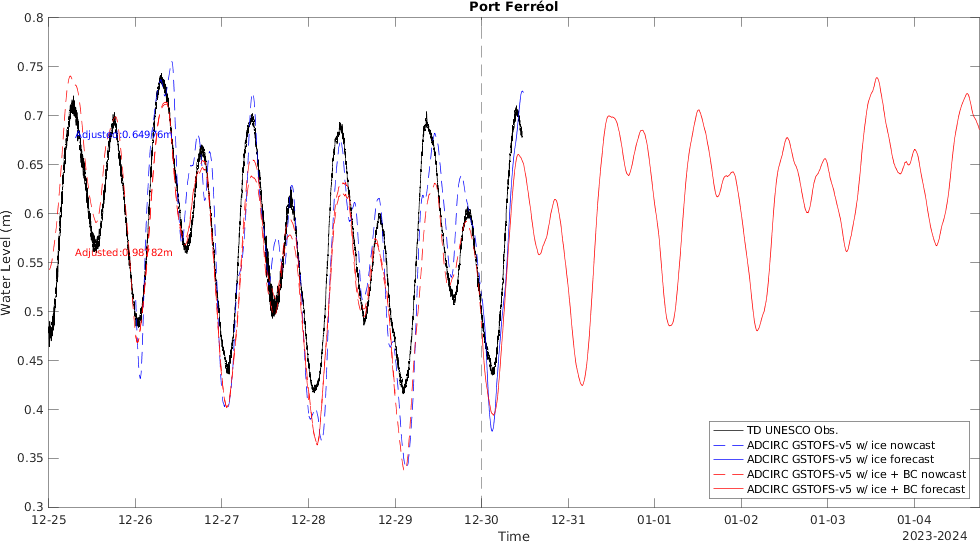 Port Ferréol
0.8
0.75
0.7
0.65
0.6
0.55
0.5
0.45
0.4
0.35
0.3
Water Level (m)
Adjusted:0.64976m
Adjusted:0.98782m
TD UNESCO Obs.
ADCIRC GSTOFS-v5 w/ ice nowcast
ADCIRC GSTOFS-v5 w/ ice forecast
ADCIRC GSTOFS-v5 w/ ice + BC nowcast
ADCIRC GSTOFS-v5 w/ ice + BC forecast
12-25 12-26 12-27 12-28 12-29 12-30 12-31 01-01 01-02 01-03 01-04
Time
2023-2024